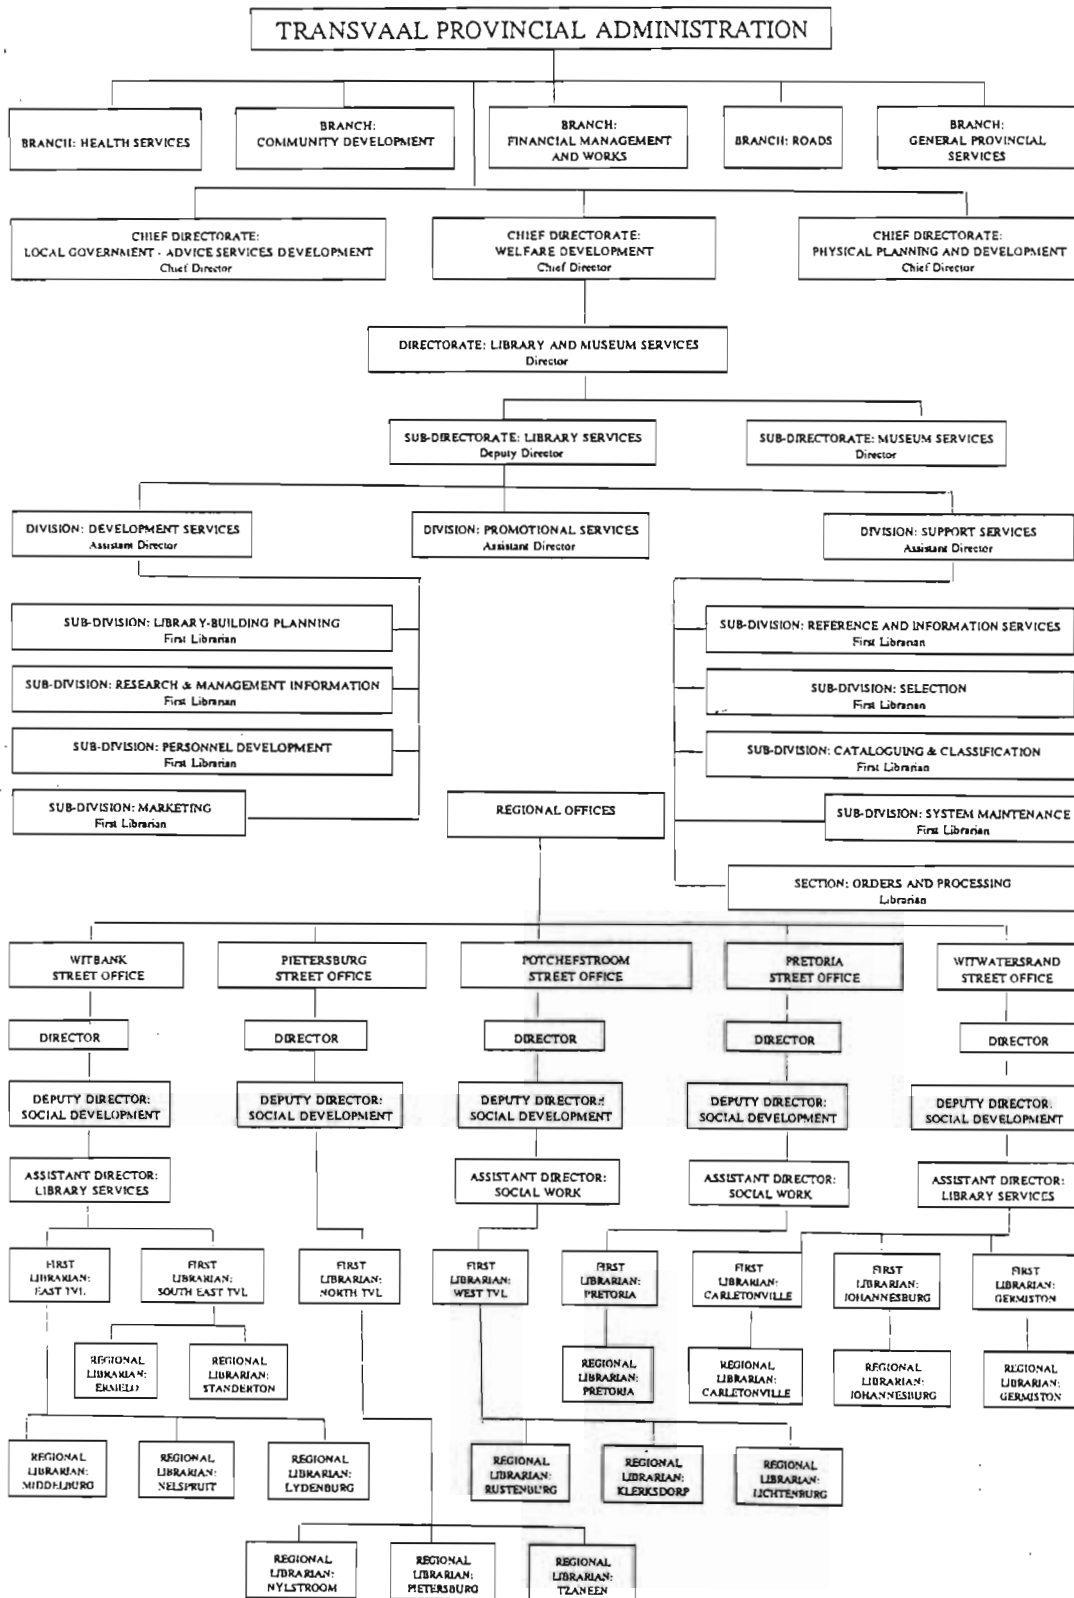 TRANSVAAL PROVINCIAL ADMINISTRATION
BRANCH: HEALTH SERVICES
BRANCH:
COMMUNITY DEVELOPMENT
BRANCH:
FINANCIAL MANAGEMENT
AND WORKS
BRANCH: ROADS
BRANCH:
GENERAL PROVINCIAL
SERVICES
CHIEF DIRECTORATE:
LOCAL GOVERNMENT - ADVICE SERVICES DEVELOPMENT
Chief Director
CHIEF DIRECTORATE:
WELFARE DEVELOPMENT
Chief Director
CHIEF DIRECTORATE:
PHYSICAL PLANNING AND DEVELOPMENT
Chief Director
DIRECTORATE: LIBRARY AND MUSEUM SERVICES
Director
SUB-DIRECTORATE: LIBRARY SERVICES
Deputy Director
SUB-DIRECTORATE: MUSEUM SERVICES
Director
DIVISION: DEVELOPMENT SERVICES
Assistant Director
DIVISION: PROMOTIONAL SERVICES
Assistant Director
DIVISION: SUPPORT SERVICES
Assistant Director
SUB-DIVISION: LIBRARY-BUILDING PLANNING
First Librarian
SUB-DIVISION: REFERENCE AND INFORMATION SERVICES
First Librarian
SUB-DIVISION: RESEARCH & MANAGEMENT INFORMATION
First Librarian
SUB-DIVISION: SELECTION
First Librarian
SUB-DIVISION: PERSONNEL DEVELOPMENT
First Librarian
SUB-DIVISION: CATALOGUING & CLASSIFICATION
First Librarian
SUB-DIVISION: MARKETING
First Librarian
REGIONAL OFFICES
SUB-DIVISION: SYSTEM MAINTENANCE
First Librarian
SECTION: ORDERS AND PROCESSING
Librarian
WITBANK
STREET OFFICE
PIETERSBURG
STREET OFFICE
POTCHEFSTROOM
STREET OFFICE
PRETORIA
STREET OFFICE
WITWATERSRAND
STREET OFFICE
DIRECTOR
DIRECTOR
DIRECTOR
DIRECTOR
DIRECTOR
DEPUTY DIRECTOR:
SOCIAL DEVELOPMENT
DEPUTY DIRECTOR:
SOCIAL DEVELOPMENT
DEPUTY DIRECTOR:
SOCIAL DEVELOPMENT
DEPUTY DIRECTOR:
SOCIAL DEVELOPMENT
DEPUTY DIRECTOR:
SOCIAL DEVELOPMENT
ASSISTANT DIRECTOR:
LIBRARY SERVICES
ASSISTANT DIRECTOR:
SOCIAL WORK
ASSISTANT DIRECTOR:
SOCIAL WORK
ASSISTANT DIRECTOR:
LIBRARY SERVICES
FIRST
LIBRARIAN:
EAST TVL
FIRST
LIBRARIAN:
SOUTH EAST TVL
FIRST
LIBRARIAN:
NORTH TVL
FIRST
LIBRARIAN:
WEST TVL
FIRST
LIBRARIAN:
PRETORIA
FIRST
LIBRARIAN:
CARLETONVILLE
FIRST
LIBRARIAN:
JOHANNESBURG
FIRST
LIBRARIAN:
GERMISTON
REGIONAL
LIBRARIAN:
ERMELO
REGIONAL
LIBRARIAN:
STANDERTON
REGIONAL
LIBRARIAN:
PRETORIA
REGIONAL
LIBRARIAN:
CARLETONVILLE
REGIONAL
LIBRARIAN:
JOHANNESBURG
REGIONAL
LIBRARIAN:
GERMISTON
REGIONAL
LIBRARIAN:
MIDDELBURG
REGIONAL
LIBRARIAN:
NELSPRUIT
REGIONAL
LIBRARIAN:
LYDENBURG
REGIONAL
LIBRARIAN:
RUSTENBURG
REGIONAL
LIBRARIAN:
KLERKSDORP
REGIONAL
LIBRARIAN:
LICHTENBURG
REGIONAL
LIBRARIAN:
NYLSTROOM
REGIONAL
LIBRARIAN:
PIETERSBURG
REGIONAL
LIBRARIAN:
TZANEEN